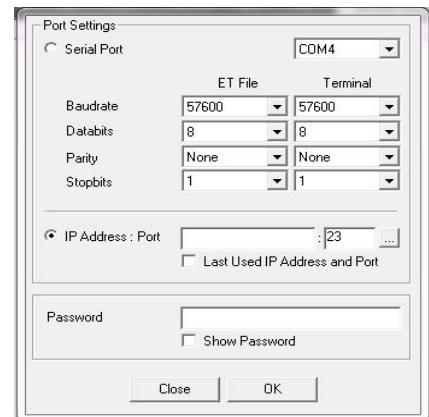 Port Settings
Serial Port COM4
ET File Terminal
Baudrate 57600 57600
Databits 8 8
Parity None None
Stopbits 1 1
IP Address : Port : 23 ...
Last Used IP Address and Port
Password
Show Password
Close OK